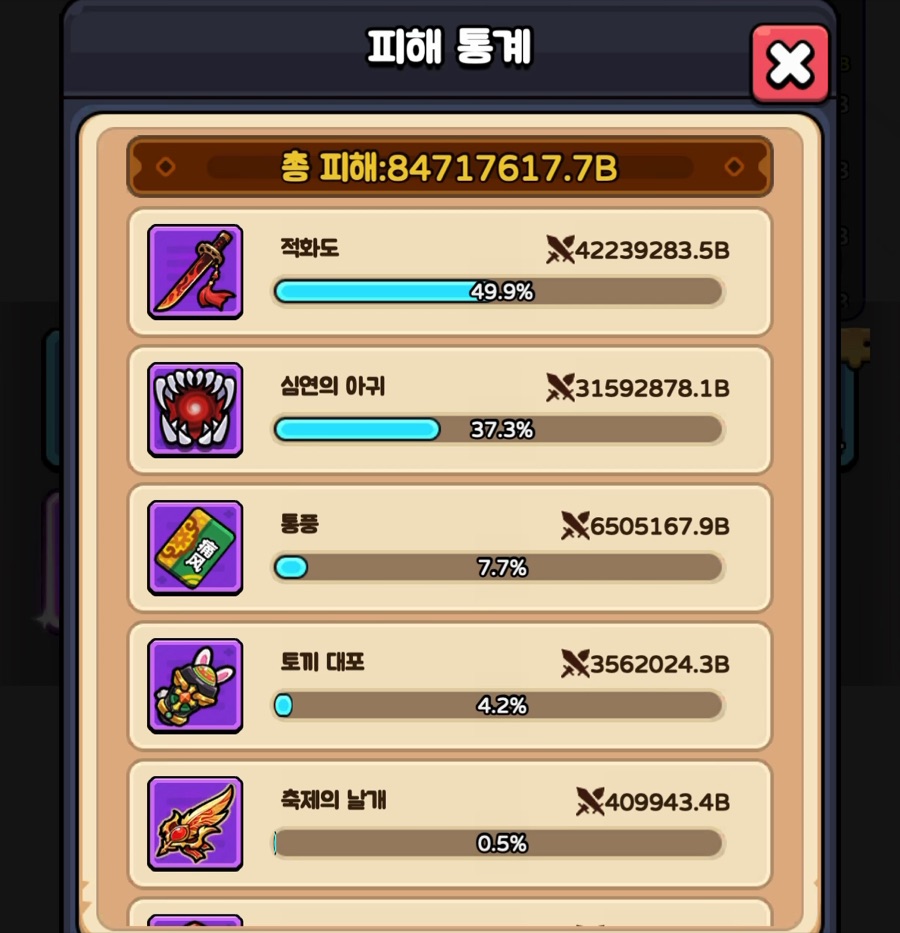 피해 통계
총 피해:84717617.7B
적화도 42239283.5B
49.9%
심연의 아귀 31592878.1B
37.3%
통풍 6505167.9B
痛风
7.7%
토끼 대포 3562024.3B
4.2%
축제의 날개 409943.4B
0.5%